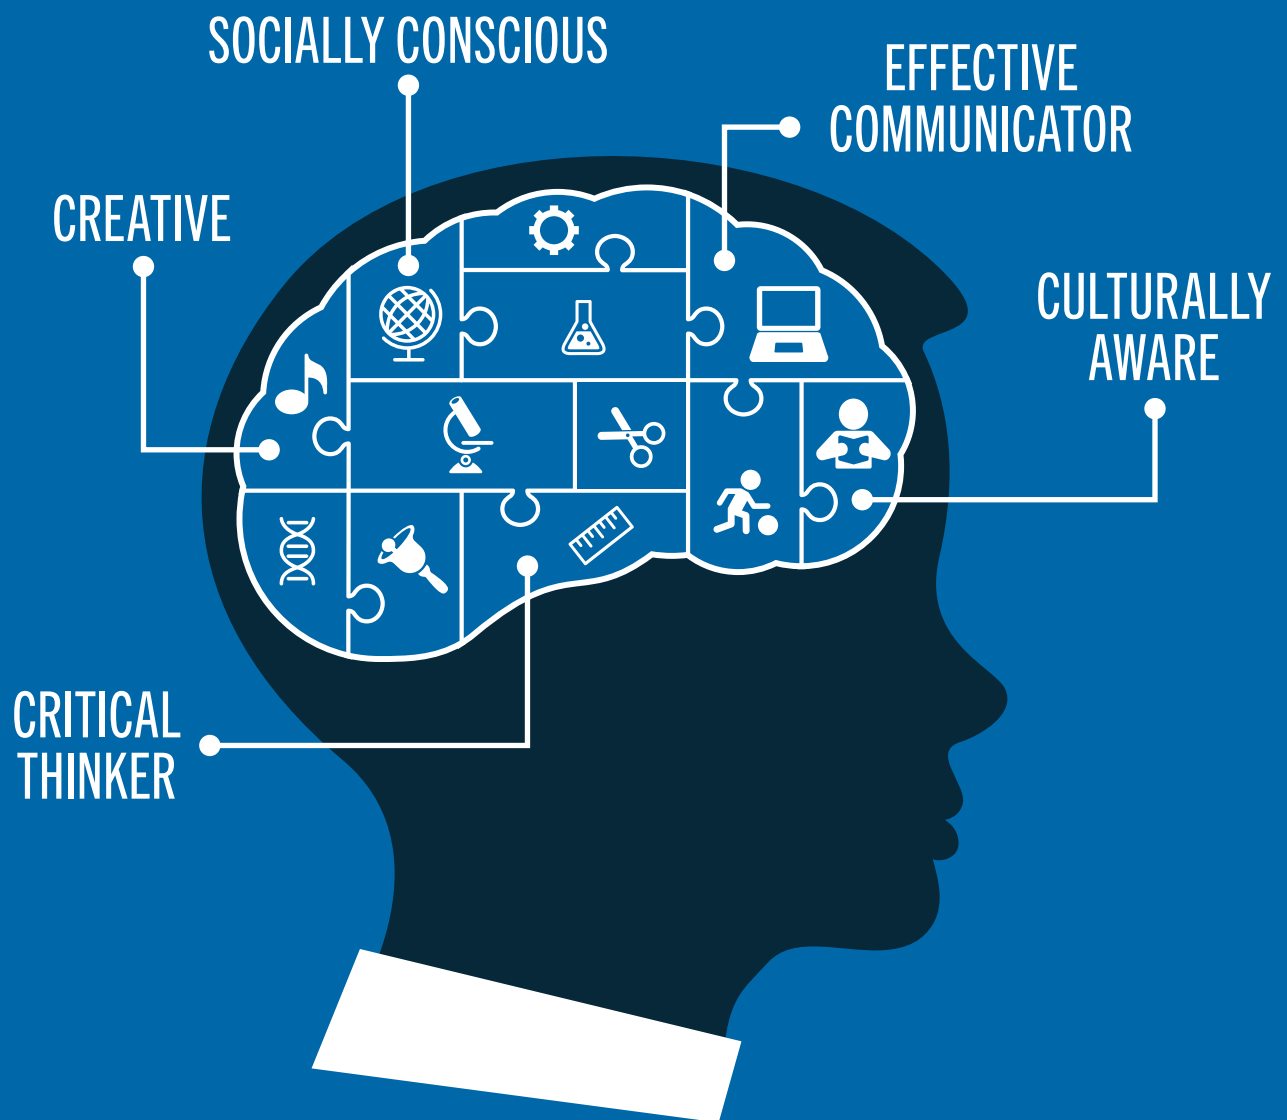 SOCIALLY CONSCIOUS
EFFECTIVE
COMMUNICATOR
CREATIVE
CULTURALLY
AWARE
CRITICAL
THINKER